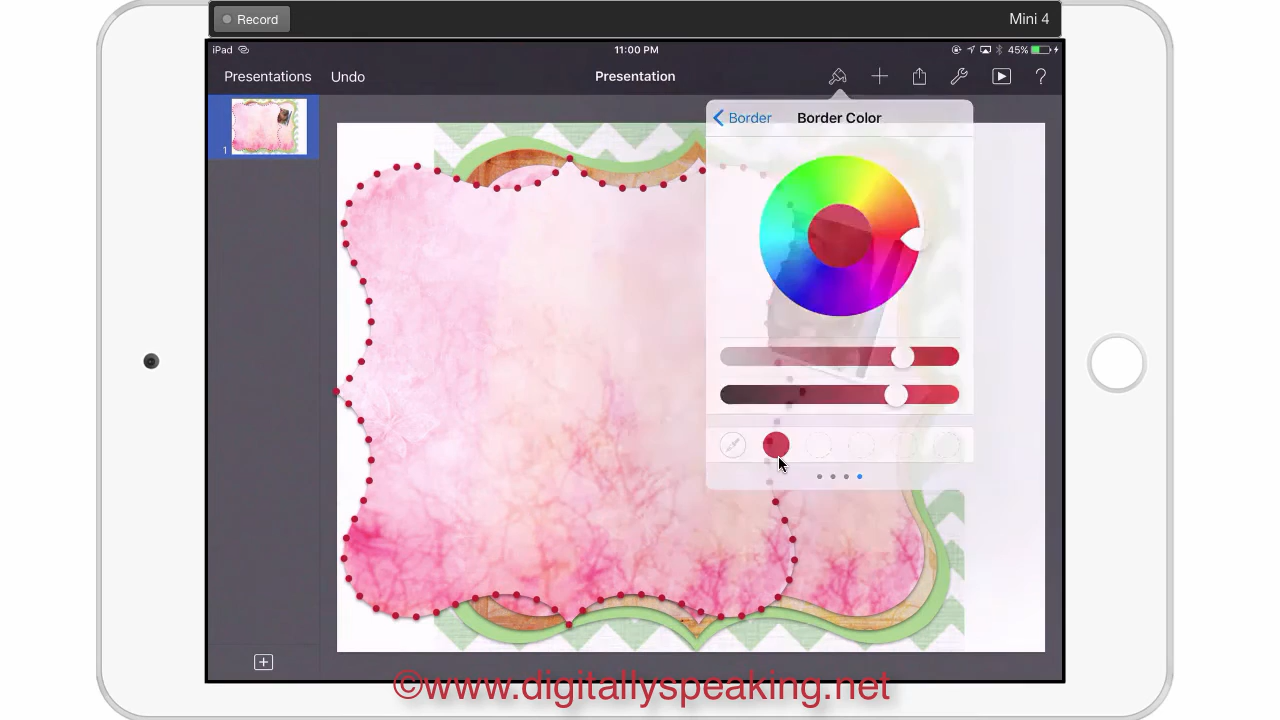 Record
Mini 4
iPad
11:00 PM
45%
Presentations
Undo
Presentation
?
Border
Border Color
1
©www.digitallyspeaking.net